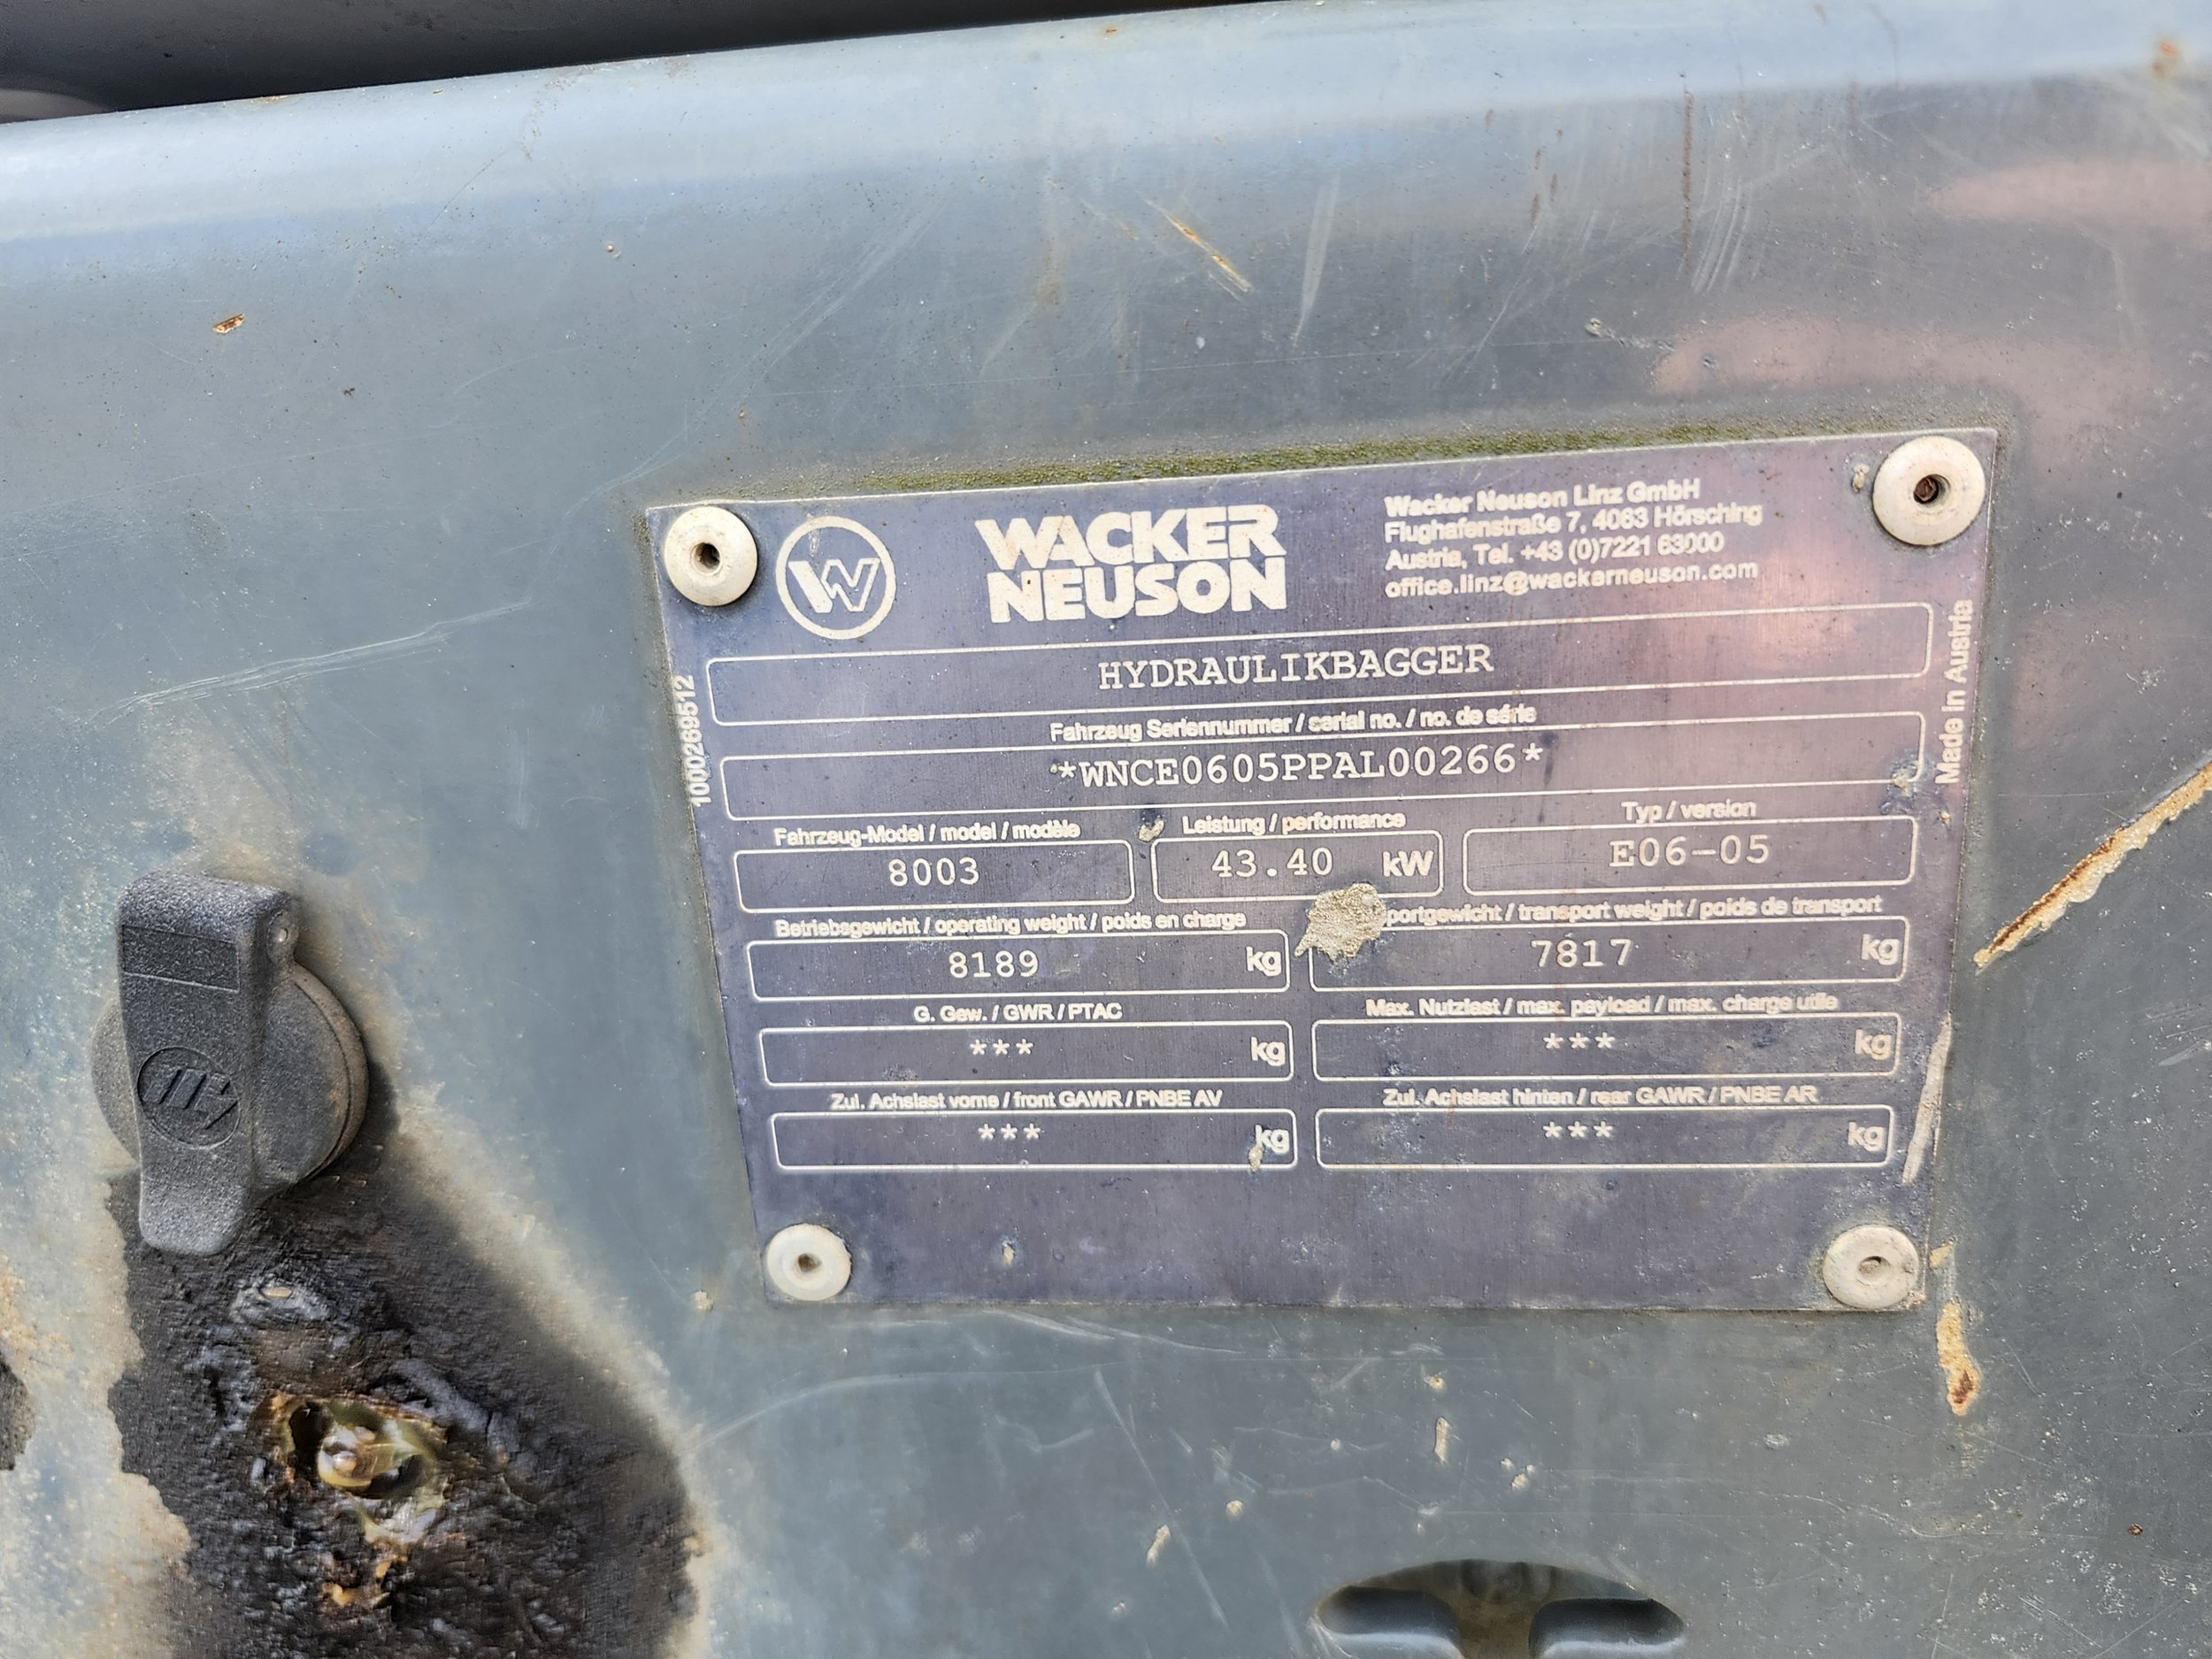 WACKER
NEUSON
Wacker Neuson Linz GmbH
Flughafenstraße 7, 4063 Hörsching
Austria, Tel. +43 (0)7221 63000
office.linz@wackerneuson.com
HYDRAULIKBAGGER
Fahrzeug Seriennummer / serial no. / no. de série
*WNCE0605PPAL00266*
Fahrzeug-Model / model / modèle
8003
Leistung / performance
43.40 kW
Typ / version
E06-05
Betriebsgewicht / operating weight / poids en charge
8189 kg
portgewicht / transport weight / poids de transport
7817 kg
G. Gew. / GWR / PTAC
*** kg
Max. Nutzlast / max. payload / max. charge utile
*** kg
Zul. Achslast vorne / front GAWR / PNBE AV
*** kg
Zul. Achslast hinten / rear GAWR / PNBE AR
*** kg
1000269512
Made in Austria